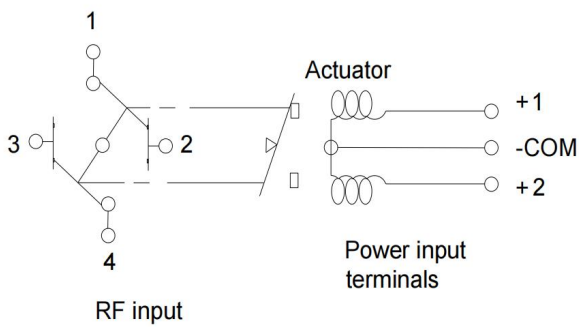 1
Actuator
+1
3
2
-COM
+2
4
Power input
terminals
RF input